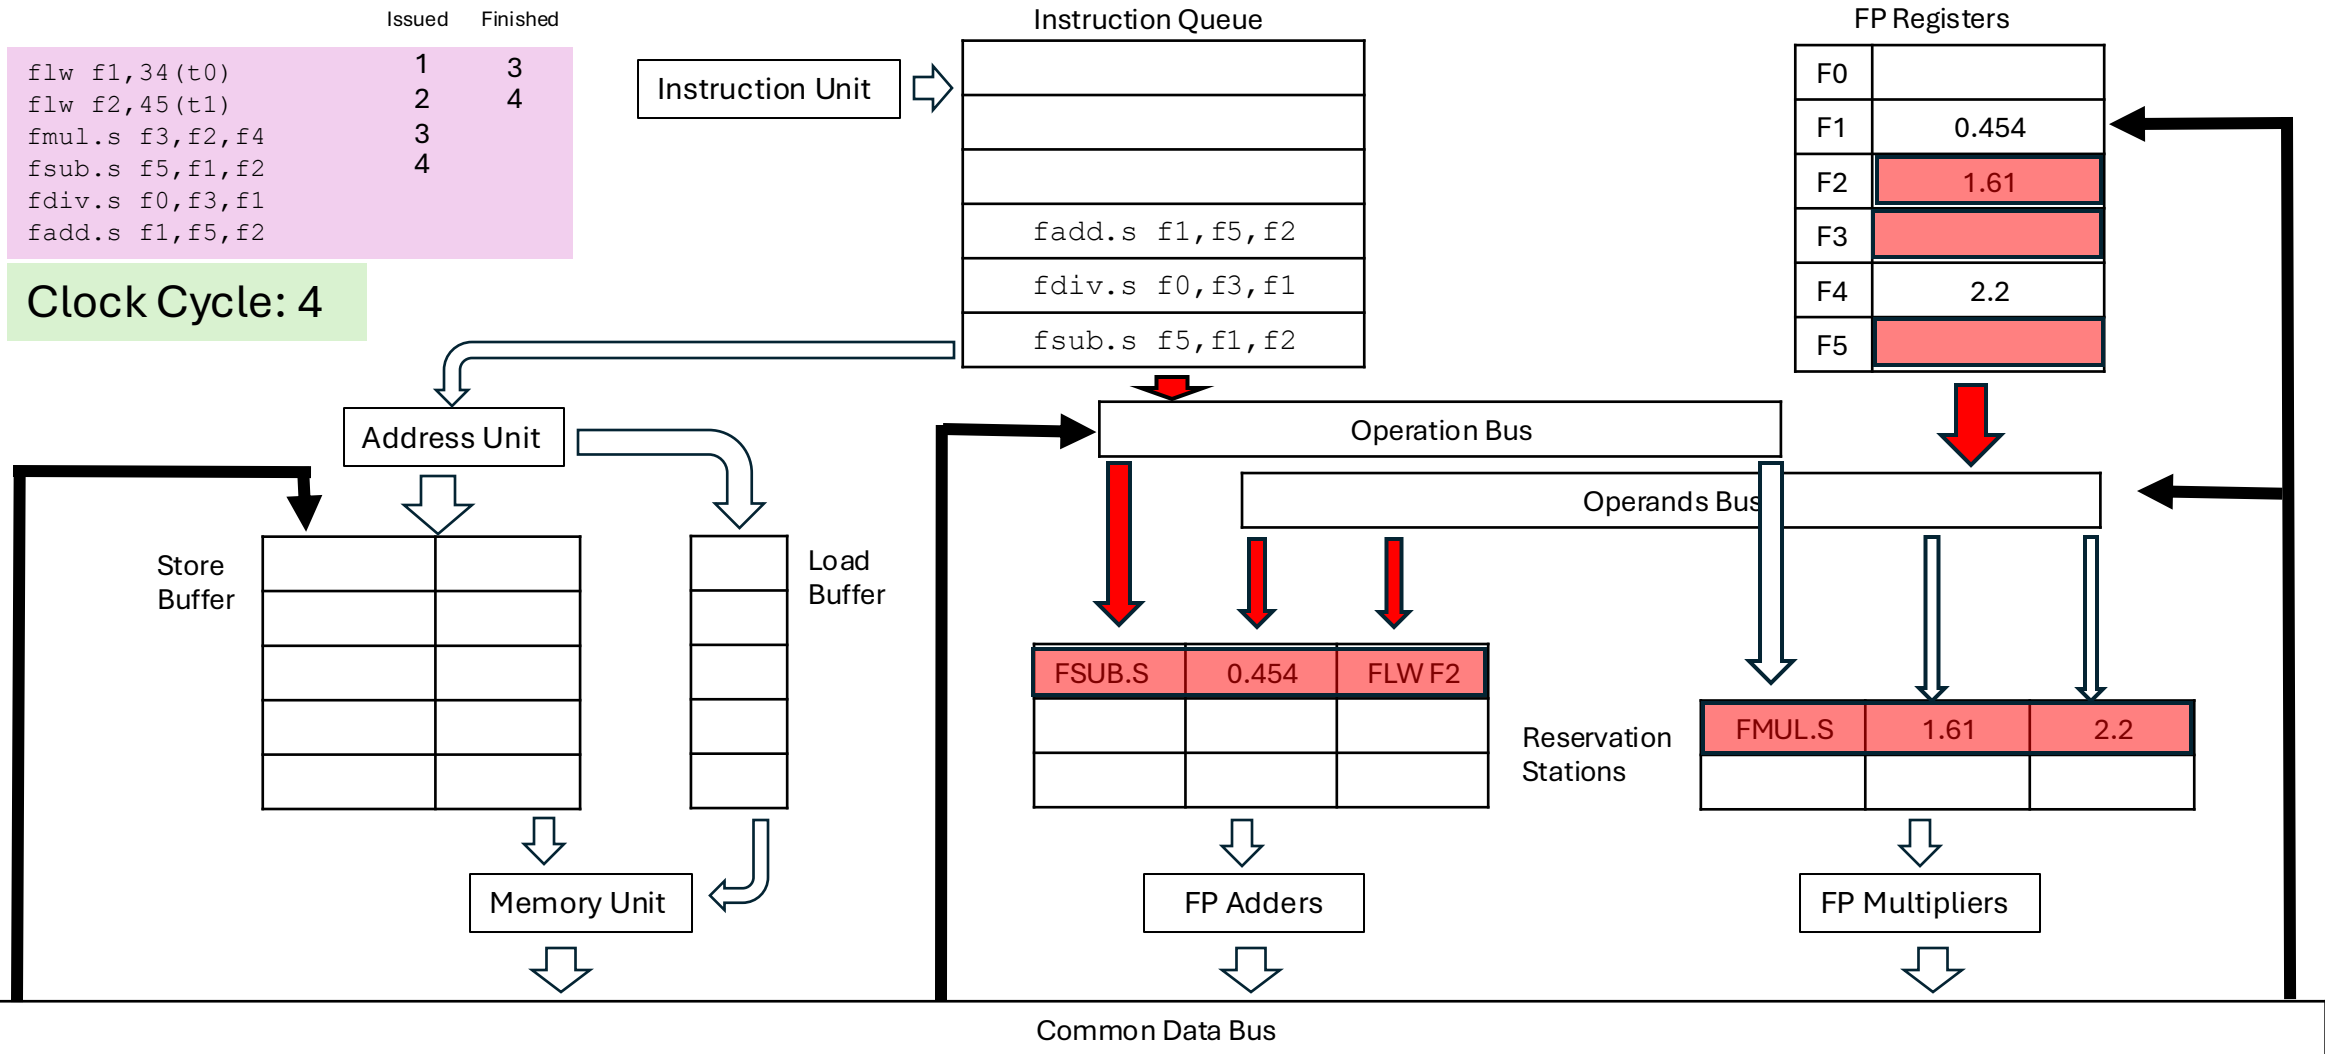 Issued Finished
flw f1,34(t0) 1 3
flw f2,45(t1) 2 4
fmul.s f3,f2,f4 3
fsub.s f5,f1,f2 4
fdiv.s f0,f3,f1
fadd.s f1,f5,f2
Clock Cycle: 4
Instruction Unit
Instruction Queue
fadd.s f1,f5,f2
fdiv.s f0,f3,f1
fsub.s f5,f1,f2
FP Registers
F0
F1 0.454
F2 1.61
F3
F4 2.2
F5
Address Unit
Operation Bus
Operands Bus
Store
Buffer
Load
Buffer
FSUB.S 0.454 FLW F2
Reservation
Stations
FMUL.S 1.61 2.2
Memory Unit
FP Adders
FP Multipliers
Common Data Bus